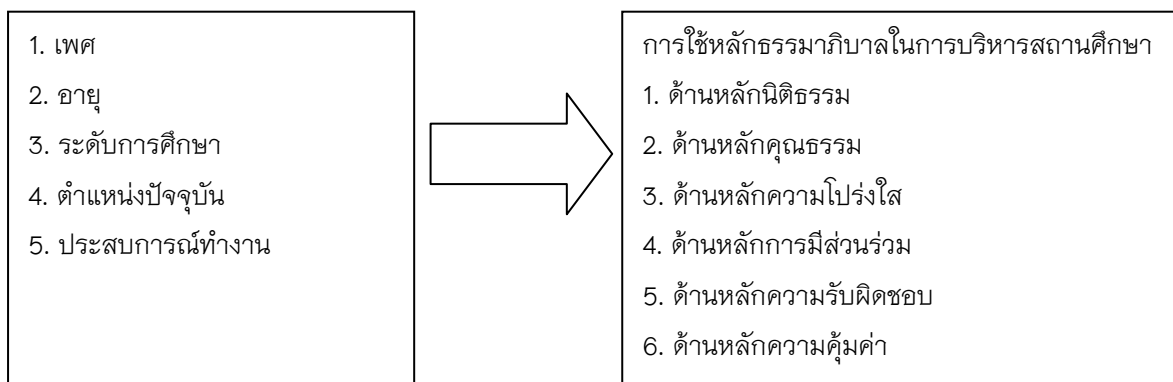 1. เพศ
2. อายุ
3. ระดับการศึกษา
4. ตำแหน่งปัจจุบัน
5. ประสบการณ์ทำงาน
การใช้หลักธรรมาภิบาลในการบริหารสถานศึกษา
1. ด้านหลักนิติธรรม
2. ด้านหลักคุณธรรม
3. ด้านหลักความโปร่งใส
4. ด้านหลักการมีส่วนร่วม
5. ด้านหลักความรับผิดชอบ
6. ด้านหลักความคุ้มค่า